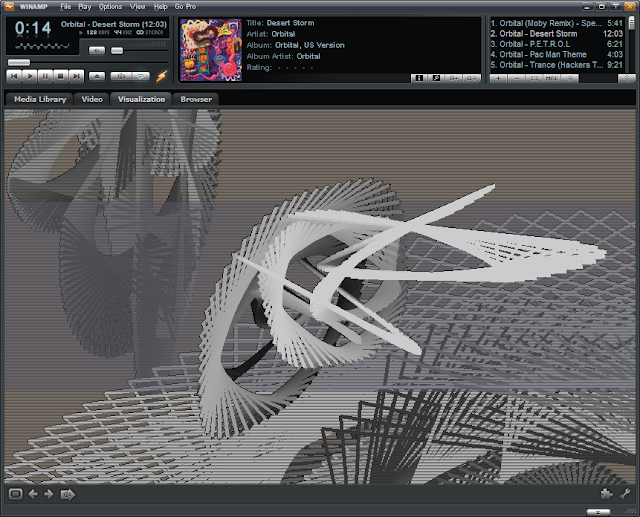 WINAMP File Play Options View Help Go Pro
0:14
Orbital - Desert Storm (12:03)
128 KBPS 44 KHZ STEREO
Title: Desert Storm
Artist: Orbital
Album: Orbital, US Version
Album Artist: Orbital
Rating:
1. Orbital (Moby Remix) - Spe... 5:41
2. Orbital - Desert Storm 12:03
3. Orbital - P.E.T.R.O.L 6:21
4. Orbital - Pac Man Theme 4:03
5. Orbital - Trance (Hackers T... 9:21
MISC
Media Library Video Visualization Browser